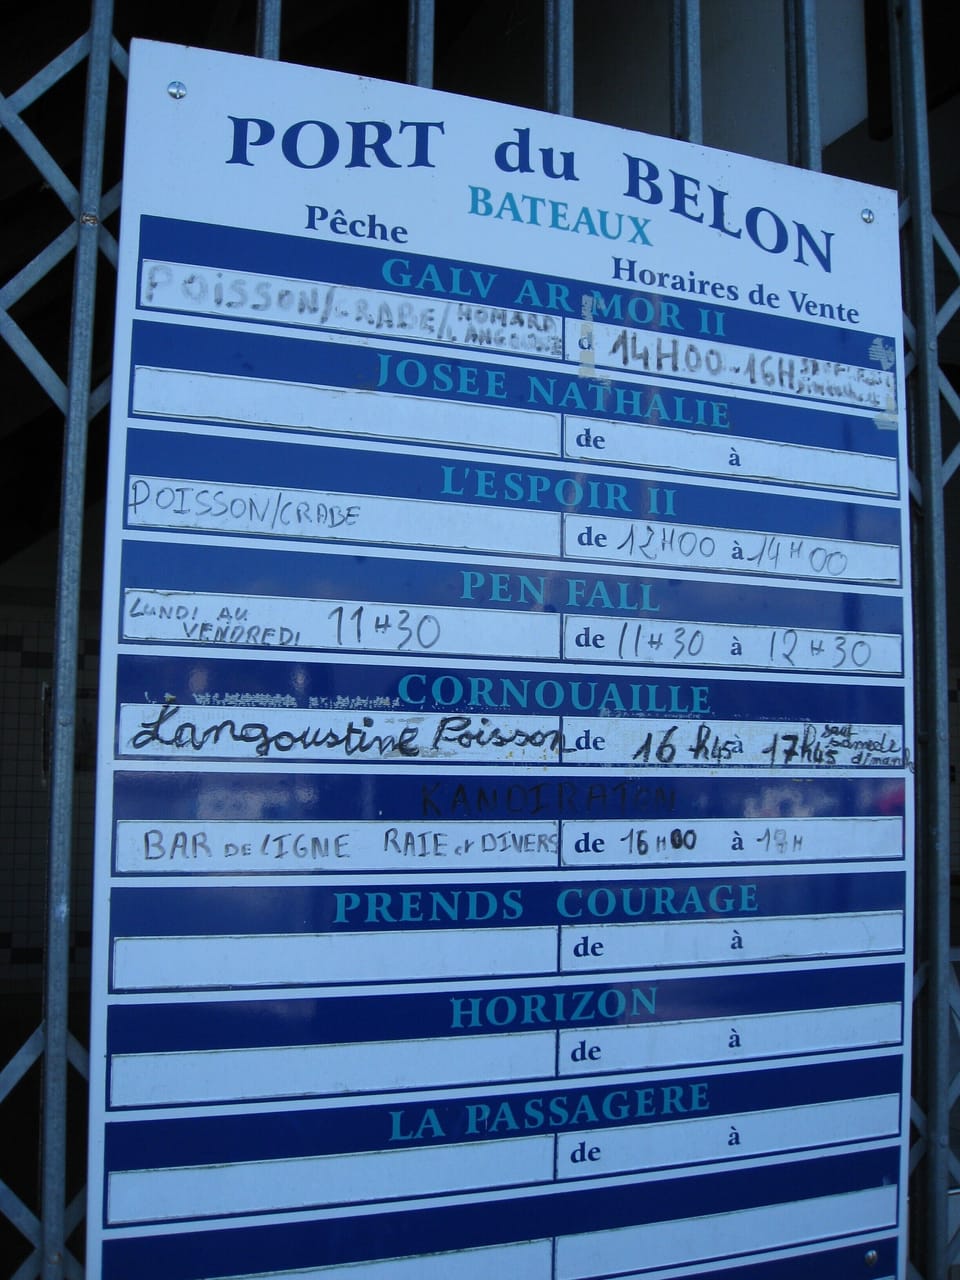 PORT du BELON
BATEAUX
Pêche
Horaires de Vente
GALV AR MOR II
POISSON/CRABE/HOMARD
LANGOUSTE
14H00 - 16H
JOSEE NATHALIE
de à
L'ESPOIR II
POISSON/CRABE
de 12H00 à 14H00
PEN FALL
LUNDI AU
VENDREDI 11H30
de 11H30 à 12H30
CORNOUAILLE
Langoustine Poisson
de 16h45 à 17h45 sauf
samedi
dimanche
KANDIRATON
BAR DE LIGNE RAIE et DIVERS
de 16H00 à H
PRENDS COURAGE
de à
HORIZON
de à
LA PASSAGERE
de à